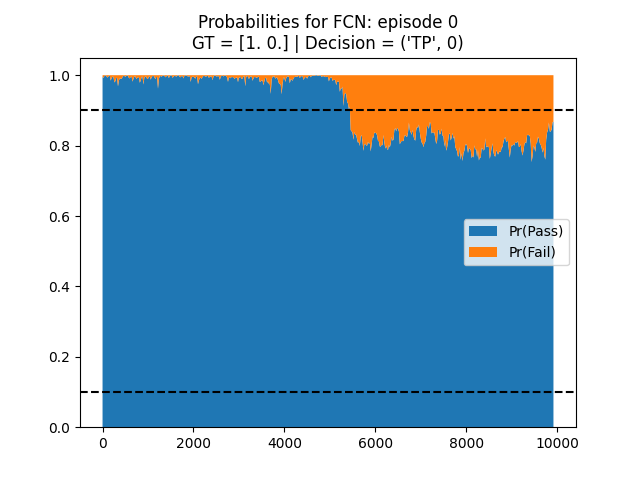 Probabilities for FCN: episode 0
GT = [1. 0.] | Decision = ('TP', 0)
1.0
0.8
0.6
0.4
0.2
0.0
Pr(Pass)
Pr(Fail)
0 2000 4000 6000 8000 10000